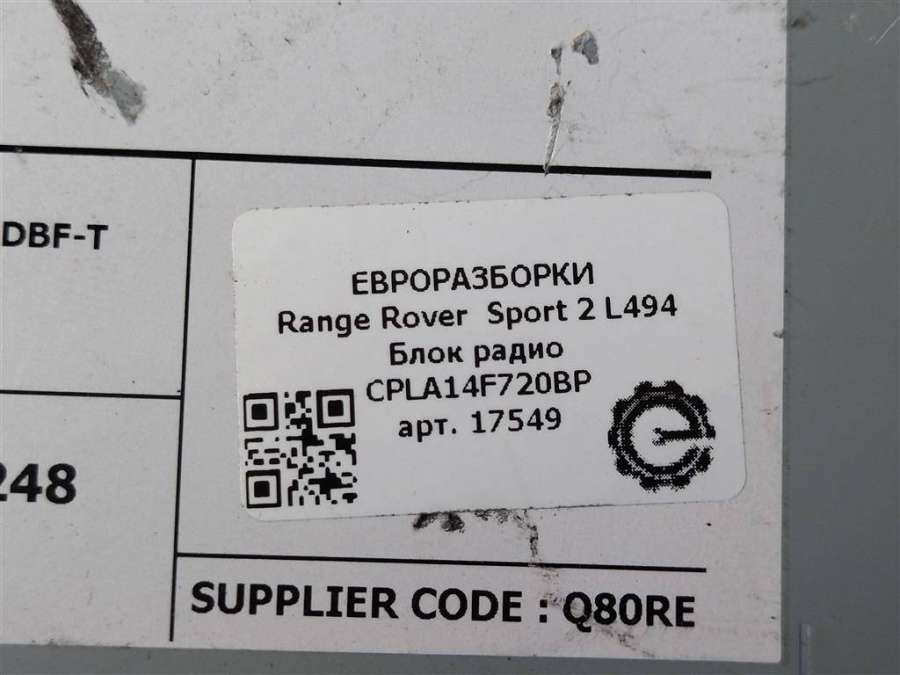 DBF-T
ЕВРОРАЗБОРКИ
Range Rover Sport 2 L494
Блок радио
CPLA14F720BP
арт. 17549
248
SUPPLIER CODE : Q80RE